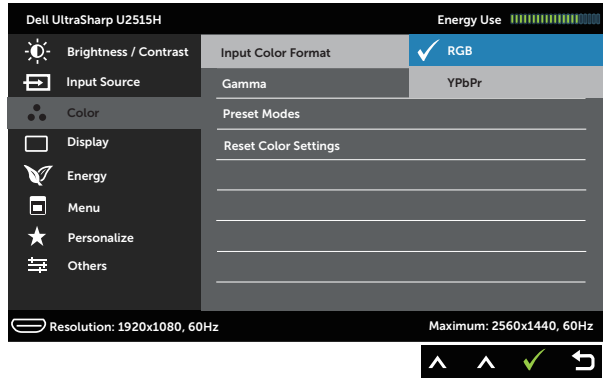 Dell UltraSharp U2515H
Energy Use
Brightness / Contrast
Input Source
Color
Display
Energy
Menu
Personalize
Others
Input Color Format
Gamma
Preset Modes
Reset Color Settings
RGB
YPbPr
Resolution: 1920x1080, 60Hz
Maximum: 2560x1440, 60Hz